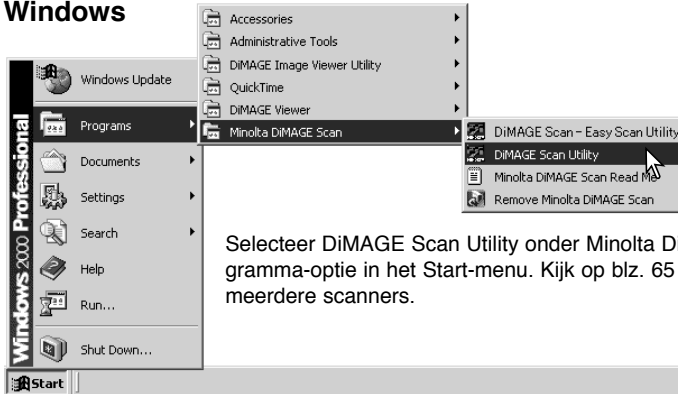 Windows
Accessories
Administrative Tools
DiMAGE Image Viewer Utility
QuickTime
DiMAGE Viewer
Minolta DiMAGE Scan
DiMAGE Scan - Easy Scan Utility
DiMAGE Scan Utility
Minolta DiMAGE Scan Read Me
Remove Minolta DiMAGE Scan
Windows Update
Programs
Documents
Settings
Search
Help
Run...
Shut Down...
Windows 2000 Professional
Start
Selecteer DiMAGE Scan Utility onder Minolta Di
gramma-optie in het Start-menu. Kijk op blz. 65
meerdere scanners.